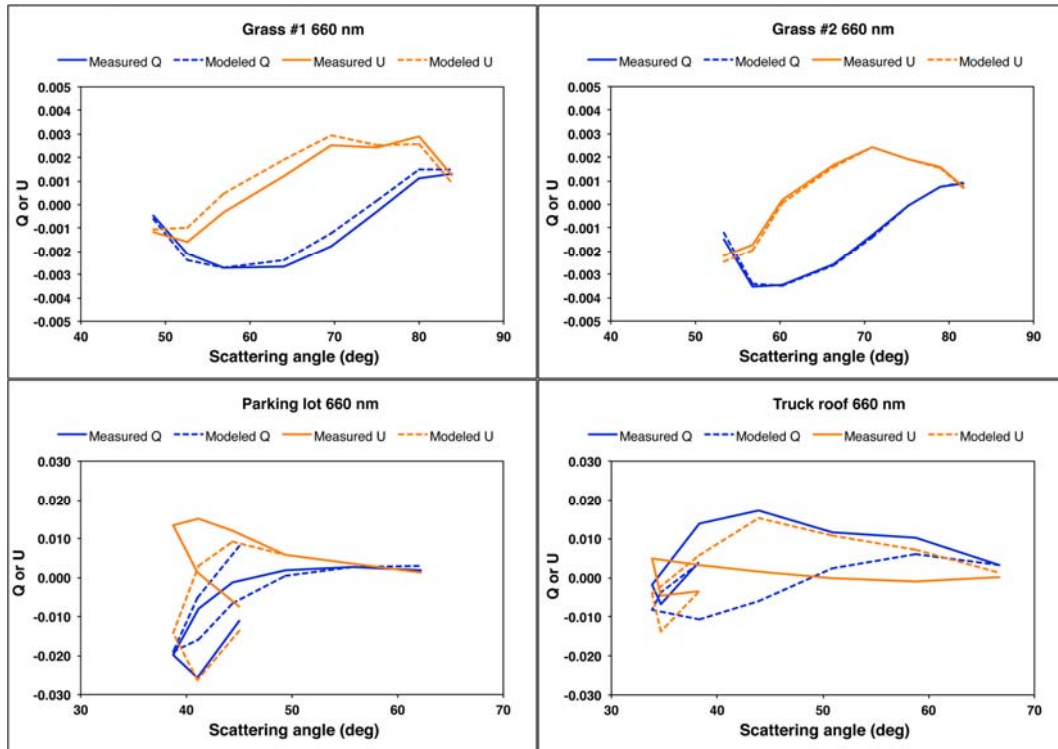 Grass #1 660 nm
Measured Q Modeled Q Measured U Modeled U
0.005
0.004
0.003
0.002
0.001
0.000
-0.001
-0.002
-0.003
-0.004
-0.005
Q or U
40 50 60 70 80 90
Scattering angle (deg)
Grass #2 660 nm
Measured Q Modeled Q Measured U Modeled U
0.005
0.004
0.003
0.002
0.001
0.000
-0.001
-0.002
-0.003
-0.004
-0.005
Q or U
40 50 60 70 80 90
Scattering angle (deg)
Parking lot 660 nm
Measured Q Modeled Q Measured U Modeled U
0.030
0.020
0.010
0.000
-0.010
-0.020
-0.030
Q or U
30 40 50 60 70
Scattering angle (deg)
Truck roof 660 nm
Measured Q Modeled Q Measured U Modeled U
0.030
0.020
0.010
0.000
-0.010
-0.020
-0.030
Q or U
30 40 50 60 70
Scattering angle (deg)